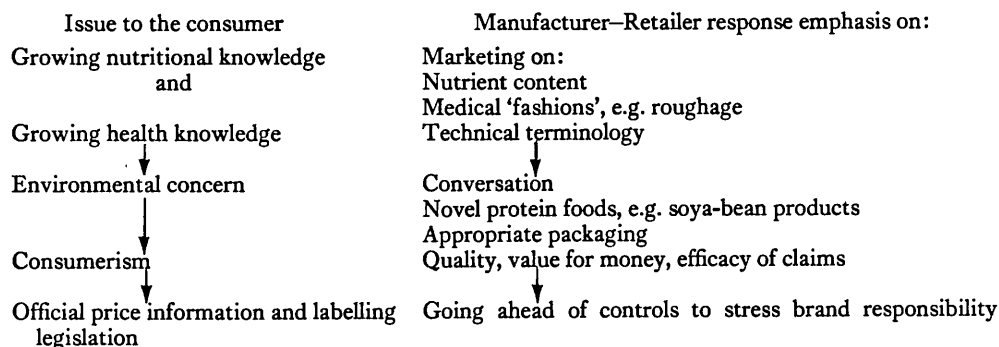 Issue to the consumer
Growing nutritional knowledge
and
Growing health knowledge
Environmental concern
Consumerism
Official price information and labelling
legislation
Manufacturer–Retailer response emphasis on:
Marketing on:
Nutrient content
Medical 'fashions', e.g. roughage
Technical terminology
Conversation
Novel protein foods, e.g. soya-bean products
Appropriate packaging
Quality, value for money, efficacy of claims
Going ahead of controls to stress brand responsibility